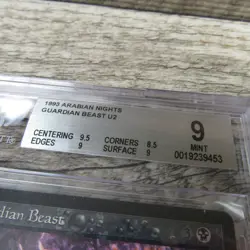 1993 ARABIAN NIGHTS
GUARDIAN BEAST U2
CENTERING 9.5 CORNERS 8.5
EDGES 9 SURFACE 9
9
MINT
0019239453
dian Beast